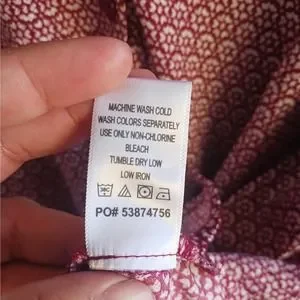 MACHINE WASH COLD
WASH COLORS SEPARATELY
USE ONLY NON-CHLORINE
BLEACH
TUMBLE DRY LOW
LOW IRON
PO# 53874756